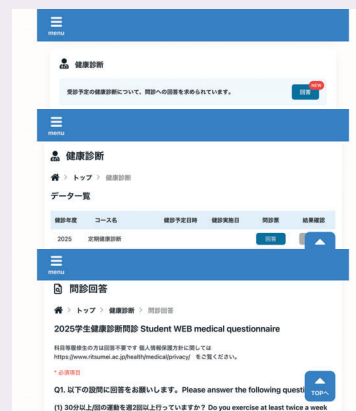 menu
健康診断
受診予定の健康診断について、問診への回答を求められています。
回答
NEW
menu
健康診断
> トップ > 健康診断
データ一覧
健診年度 コース名 健診予定日時 健診実施日 問診票 結果確認
2025 定期健康診断 回答
menu
問診回答
> トップ > 健康診断 > 問診回答
2025学生健康診断問診 Student WEB medical questionnaire
科目等履修生の方は回答不要です 個人情報保護方針に関しては
https://www.ritsumei.ac.jp/health/medical/privacy/ をご覧ください。
* 必須項目
Q1. 以下の設問に回答をお願いします。Please answer the following questi
TOPへ
(1) 30分以上/回の運動を週2回以上行っていますか？ Do you exercise at least twice a week